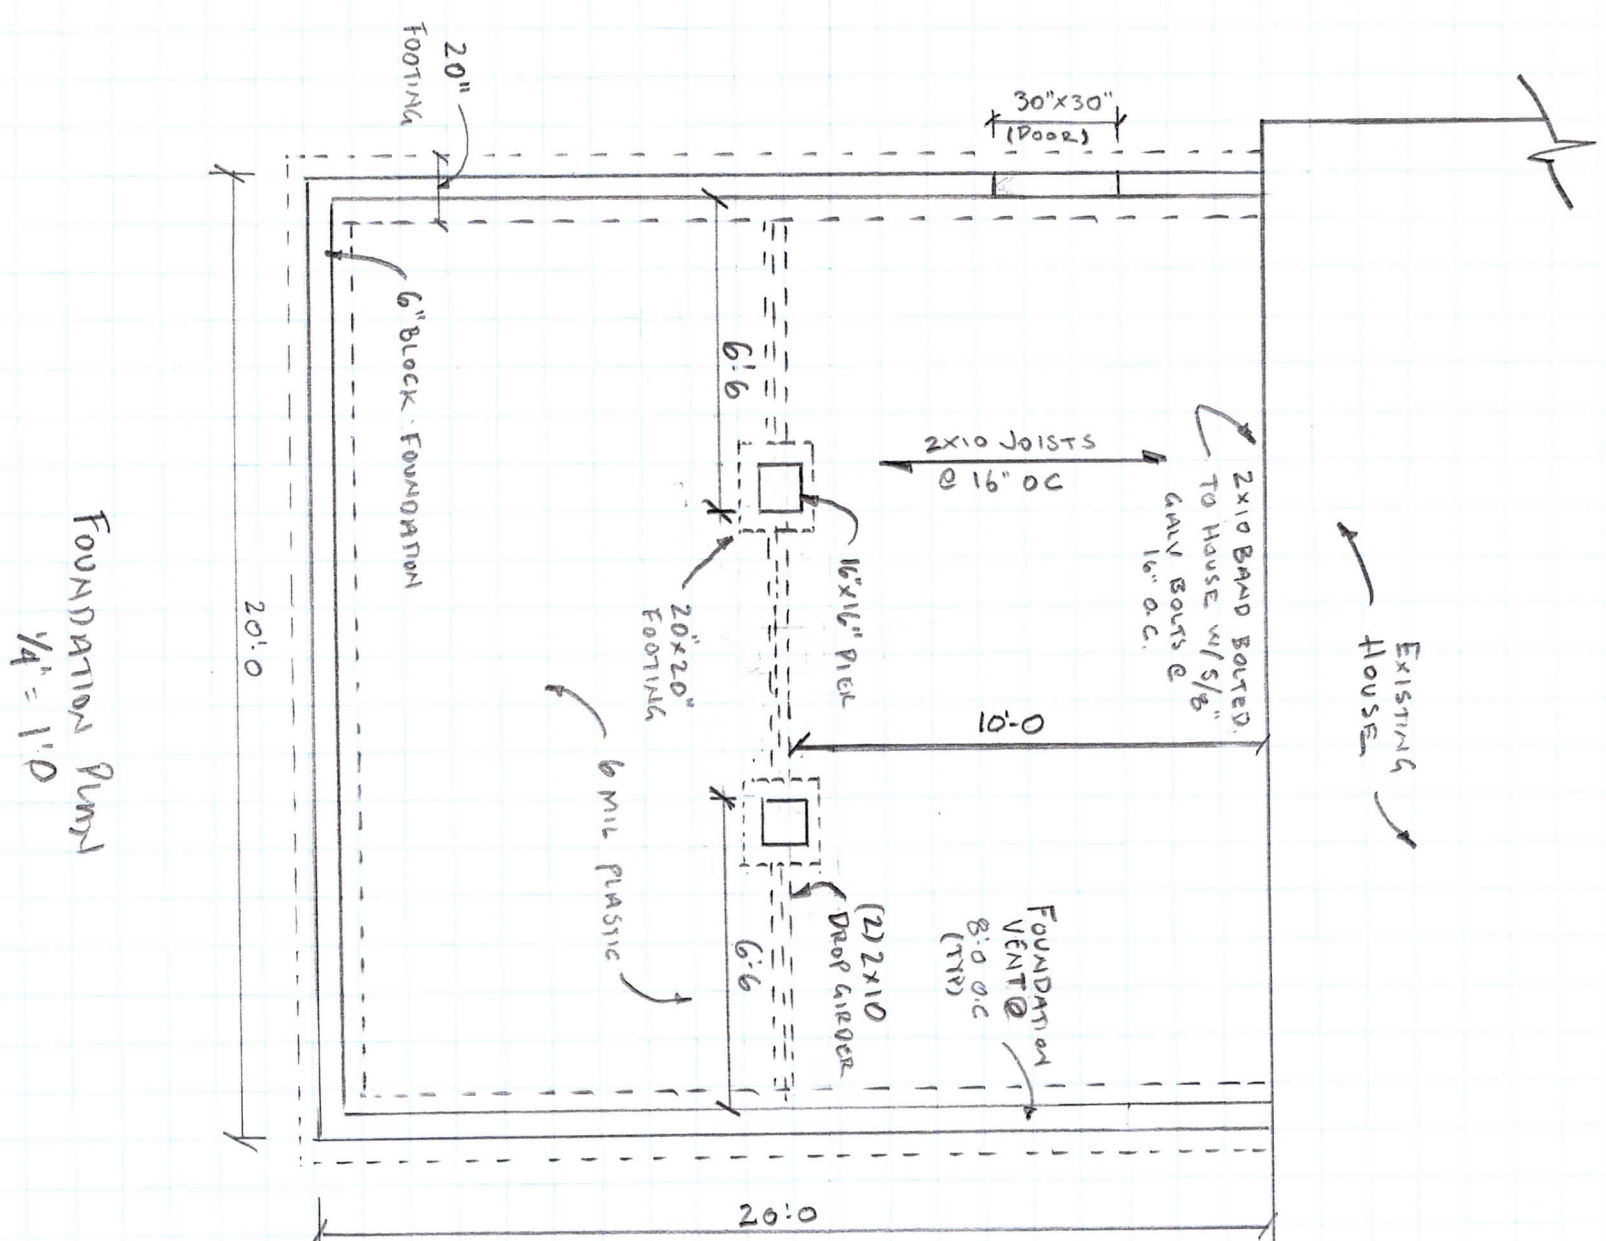 20"
FOOTING
30"x30"
(DOOR)
6" BLOCK FOUNDATION
6'-6
2x10 JOISTS
@ 16" OC
2x10 BAND BOLTED
TO HOUSE W/ 5/8"
GALV BOLTS @
16" O.C.
EXISTING
HOUSE
16"x16" PIER
20"x20"
FOOTING
10'-0
6 MIL PLASTIC
(2) 2x10
DROP GIRDER
6'-6
FOUNDATION
VENT @
8'-0 O.C
(TYP)
20'-0
20'-0
FOUNDATION PLAN
1/4" = 1'-0